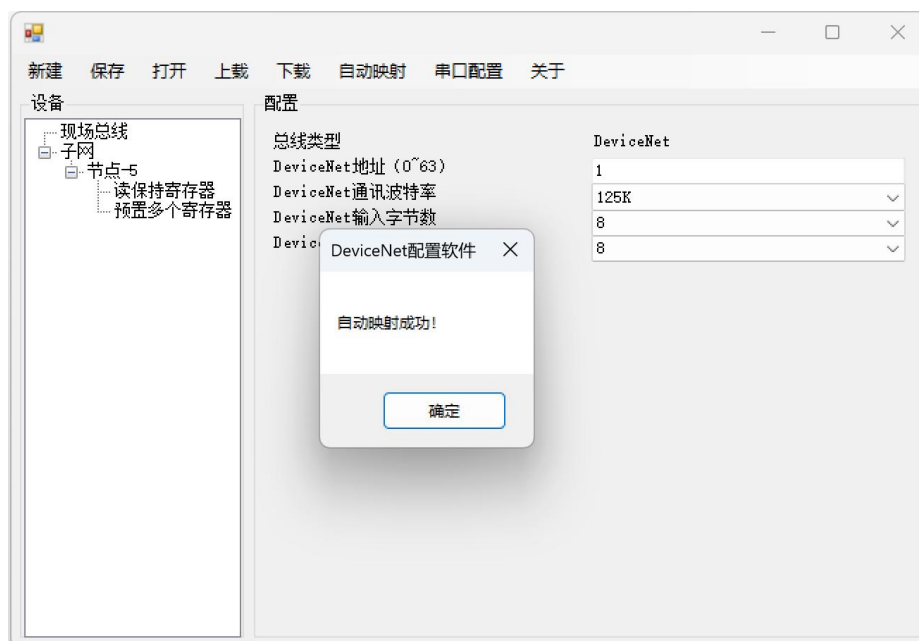 新建 保存 打开 上载 下载 自动映射 串口配置 关于
设备
现场总线
子网
节点-5
读保持寄存器
预置多个寄存器
配置
总线类型 DeviceNet
DeviceNet地址(0~63) 1
DeviceNet通讯波特率 125K
DeviceNet输入字节数 8
Devic 8
DeviceNet配置软件
自动映射成功!
确定